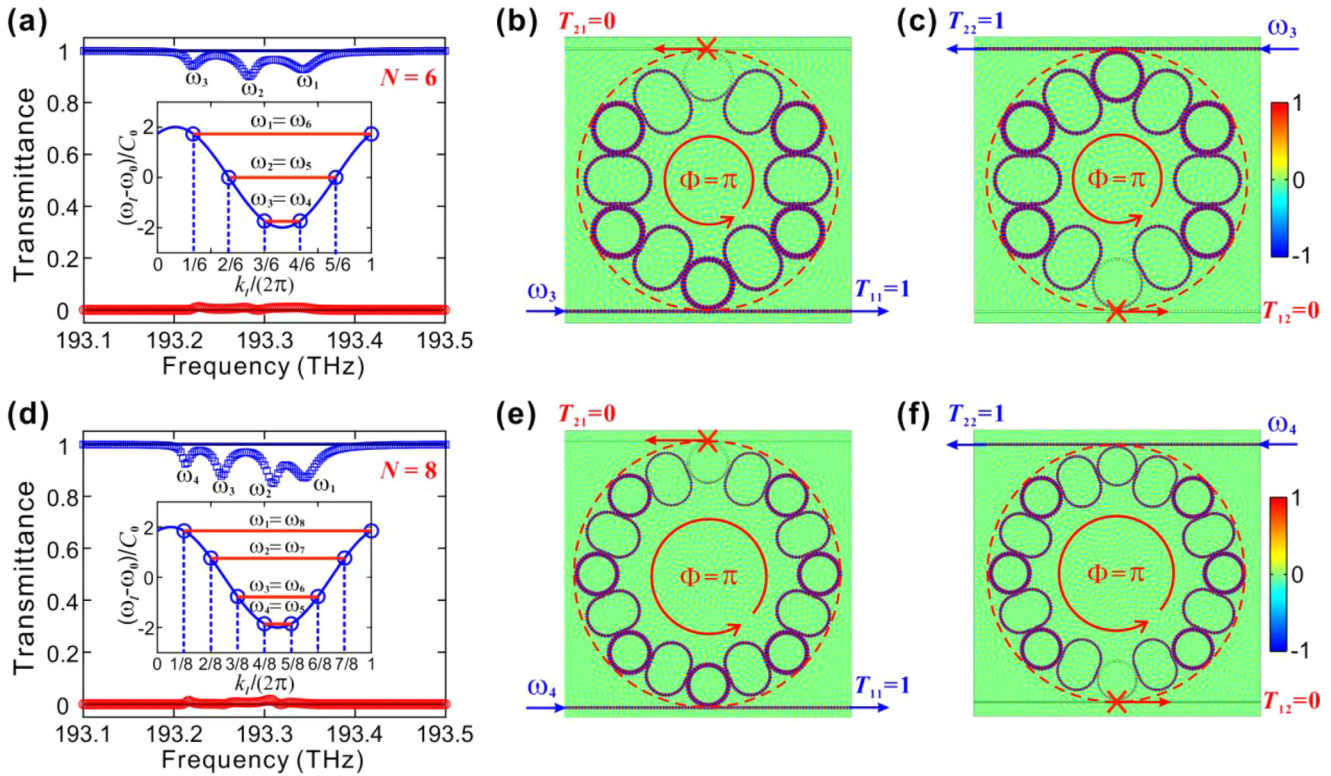 (a)
1
0.8
0.6
0.4
0.2
0
Transmittance
N = 6
ω3
ω2
ω1
2
0
-2
(ωl-ω0)/C0
ω1= ω6
ω2= ω5
ω3= ω4
0 1/6 2/6 3/6 4/6 5/6 1
kl/(2π)
193.1 193.2 193.3 193.4 193.5
Frequency (THz)
(b)
T21=0
Φ=π
ω3
T11=1
(c)
T22=1
ω3
Φ=π
T12=0
1
0
-1
(d)
1
0.8
0.6
0.4
0.2
0
Transmittance
N = 8
ω4
ω3
ω2
ω1
2
0
-2
(ωl-ω0)/C0
ω1= ω8
ω2= ω7
ω3= ω6
ω4= ω5
0 1/8 2/8 3/8 4/8 5/8 6/8 7/8 1
kl/(2π)
193.1 193.2 193.3 193.4 193.5
Frequency (THz)
(e)
T21=0
Φ=π
ω4
T11=1
(f)
T22=1
ω4
Φ=π
T12=0
1
0
-1